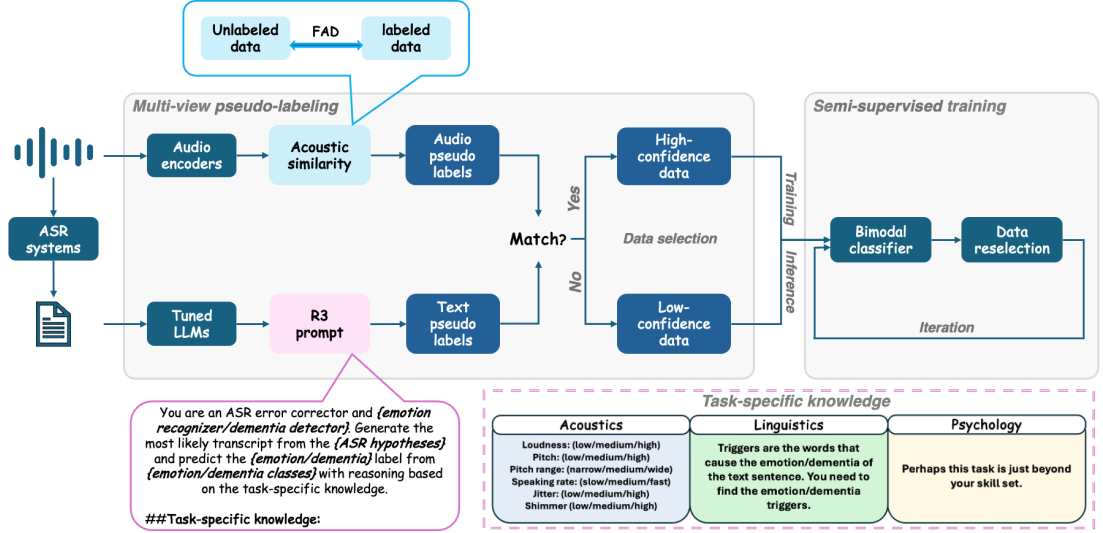 Unlabeled
data
FAD
labeled
data
Multi-view pseudo-labeling
Semi-supervised training
Audio
encoders
Acoustic
similarity
Audio
pseudo
labels
High-
confidence
data
ASR
systems
Match?
Yes
No
Data selection
Training
Inference
Bimodal
classifier
Data
reselection
Iteration
Tuned
LLMs
R3
prompt
Text
pseudo
labels
Low-
confidence
data
You are an ASR error corrector and {emotion
recognizer/dementia detector}. Generate the
most likely transcript from the {ASR hypotheses}
and predict the {emotion/dementia} label from
{emotion/dementia classes} with reasoning based
on the task-specific knowledge.
##Task-specific knowledge:
Task-specific knowledge
Acoustics
Loudness: (low/medium/high)
Pitch: (low/medium/high)
Pitch range: (narrow/medium/wide)
Speaking rate: (slow/medium/fast)
Jitter: (low/medium/high)
Shimmer (low/medium/high)
Linguistics
Triggers are the words that
cause the emotion/dementia of
the text sentence. You need to
find the emotion/dementia
triggers.
Psychology
Perhaps this task is just beyond
your skill set.